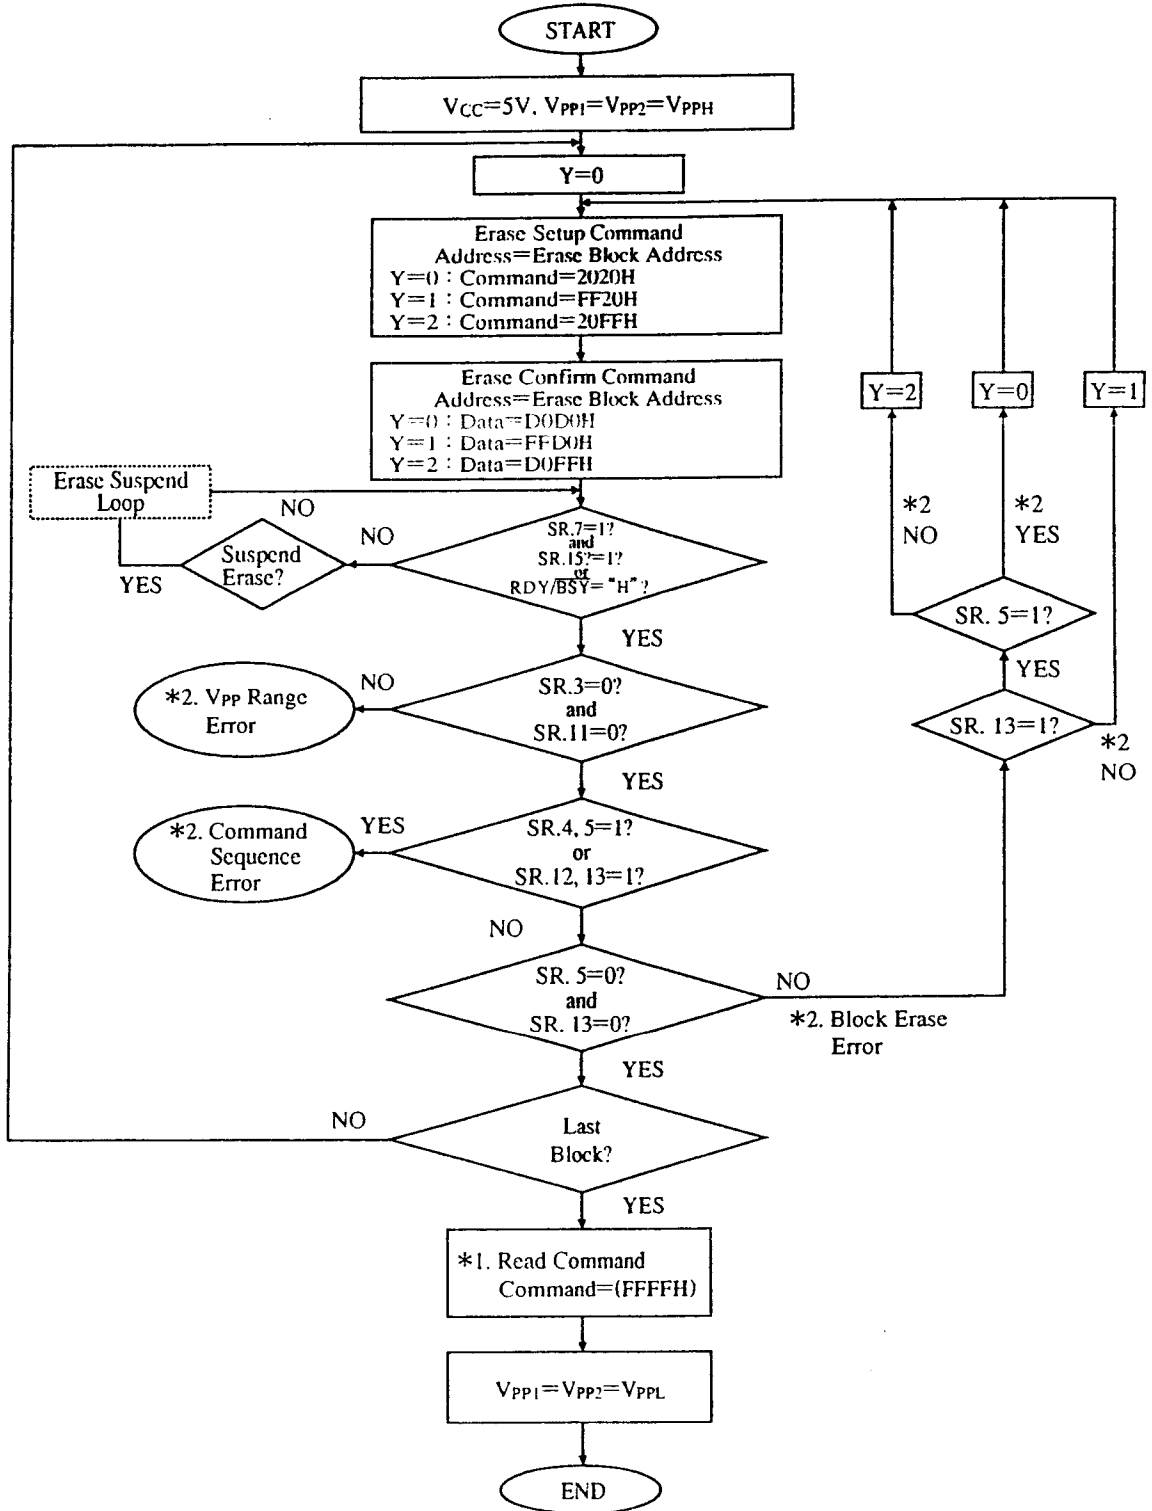 START
VCC=5V, VPP1=VPP2=VPPH
Y=0
Erase Setup Command
Address=Erase Block Address
Y=0 : Command=2020H
Y=1 : Command=FF20H
Y=2 : Command=20FFH
Erase Confirm Command
Address=Erase Block Address
Y=0 : Data=D0D0H
Y=1 : Data=FFD0H
Y=2 : Data=D0FFH
Y=2
Y=0
Y=1
Erase Suspend
Loop
NO
Suspend
Erase?
YES
NO
SR.7=1?
and
SR.15?=1?
or
RDY/BSY= "H" ?
YES
*2
NO
*2
YES
SR. 5=1?
YES
SR. 13=1?
*2
NO
*2. VPP Range
Error
NO
SR.3=0?
and
SR.11=0?
YES
*2. Command
Sequence
Error
YES
SR.4, 5=1?
or
SR.12, 13=1?
NO
SR. 5=0?
and
SR. 13=0?
NO
*2. Block Erase
Error
YES
NO
Last
Block?
YES
*1. Read Command
Command=(FFFFH)
VPP1=VPP2=VPPL
END